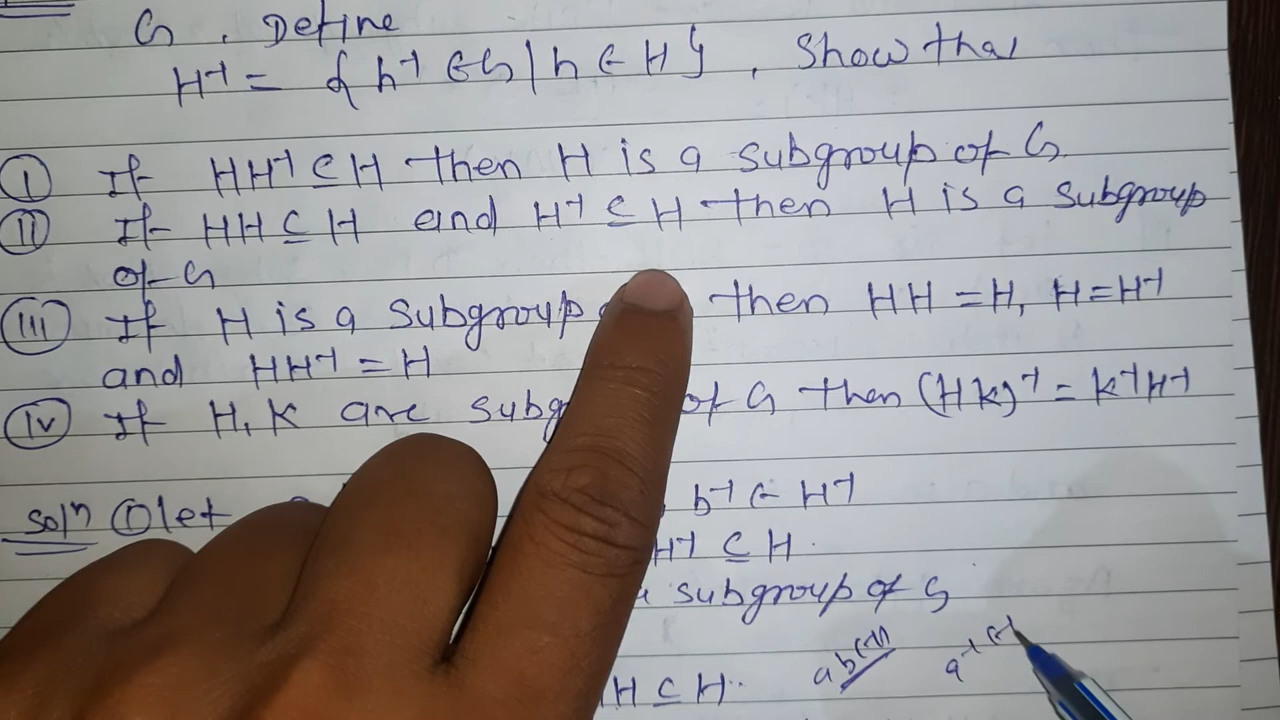 G, Define
H⁻¹ = { h⁻¹ ∈ G | h ∈ H }, Show that
(I) If HH⁻¹ ⊆ H then H is a subgroup of G
(II) If HH ⊆ H and H⁻¹ ⊆ H then H is a subgroup
of G
(III) If H is a subgroup then HH = H, H = H⁻¹
and HH⁻¹ = H
(IV) If H, K are subg of G then (HK)⁻¹ = K⁻¹H⁻¹
Solⁿ (I) let b⁻¹ ∈ H⁻¹
H⁻¹ ⊆ H.
subgroup of G
H ⊆ H.. ab(⁻¹)